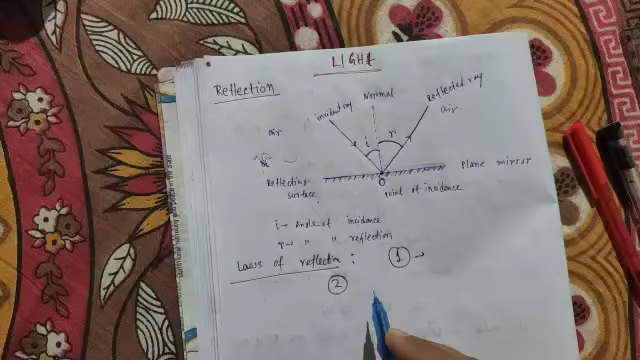 LIGHt
Reflection
Normal
incident ray
Reflected ray
air
air
i
r
Plane mirror
O
Reflecting
surface
point of incidence
i → Angle of incidence
r → " " reflection
Laws of reflectn : ① →
②